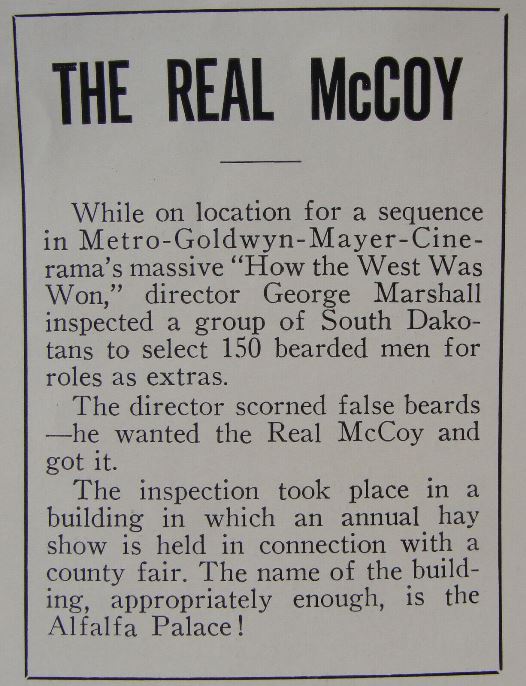 THE REAL McCOY
While on location for a sequence
in Metro-Goldwyn-Mayer-Cine-
rama's massive "How the West Was
Won," director George Marshall
inspected a group of South Dako-
tans to select 150 bearded men for
roles as extras.
The director scorned false beards
—he wanted the Real McCoy and
got it.
The inspection took place in a
building in which an annual hay
show is held in connection with a
county fair. The name of the build-
ing, appropriately enough, is the
Alfalfa Palace!